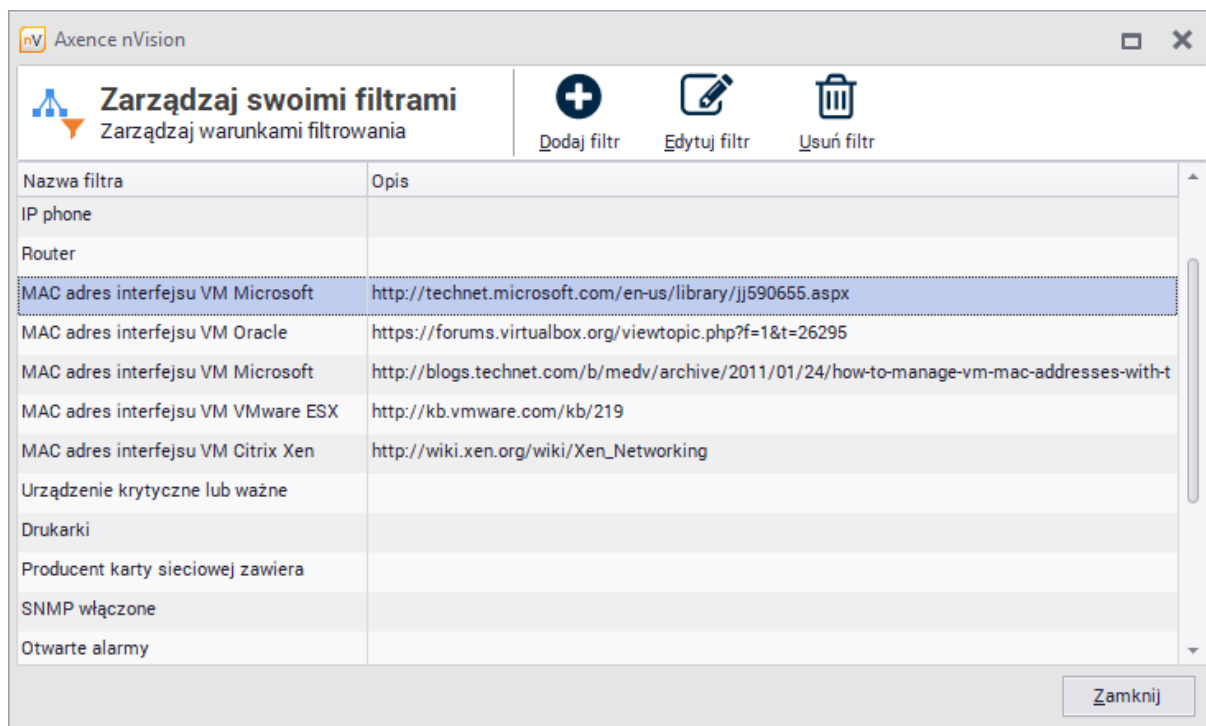 nV Axence nVision
Zarządzaj swoimi filtrami
Zarządzaj warunkami filtrowania
Dodaj filtr Edytuj filtr Usuń filtr
Nazwa filtra Opis
IP phone
Router
MAC adres interfejsu VM Microsoft http://technet.microsoft.com/en-us/library/jj590655.aspx
MAC adres interfejsu VM Oracle https://forums.virtualbox.org/viewtopic.php?f=1&t=26295
MAC adres interfejsu VM Microsoft http://blogs.technet.com/b/medv/archive/2011/01/24/how-to-manage-vm-mac-addresses-with-t
MAC adres interfejsu VM VMware ESX http://kb.vmware.com/kb/219
MAC adres interfejsu VM Citrix Xen http://wiki.xen.org/wiki/Xen_Networking
Urządzenie krytyczne lub ważne
Drukarki
Producent karty sieciowej zawiera
SNMP włączone
Otwarte alarmy
Zamknij